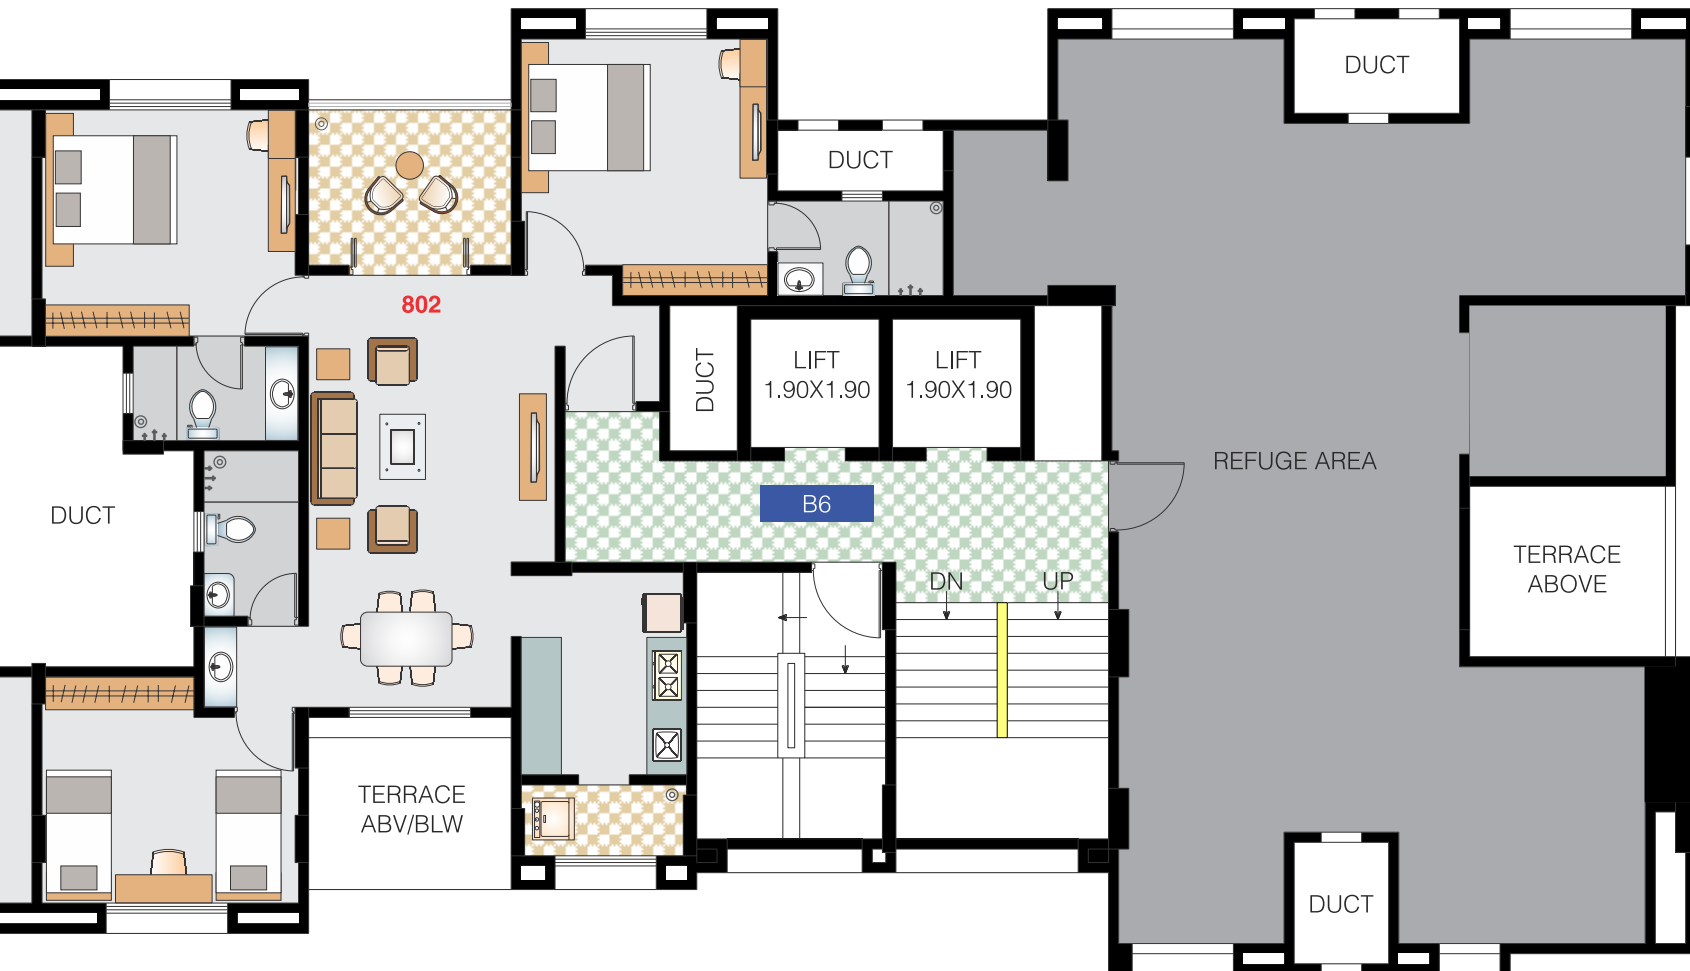 DUCT
DUCT
802
DUCT
LIFT
1.90X1.90
LIFT
1.90X1.90
REFUGE AREA
DUCT
B6
TERRACE
ABOVE
DN
UP
TERRACE
ABV/BLW
DUCT